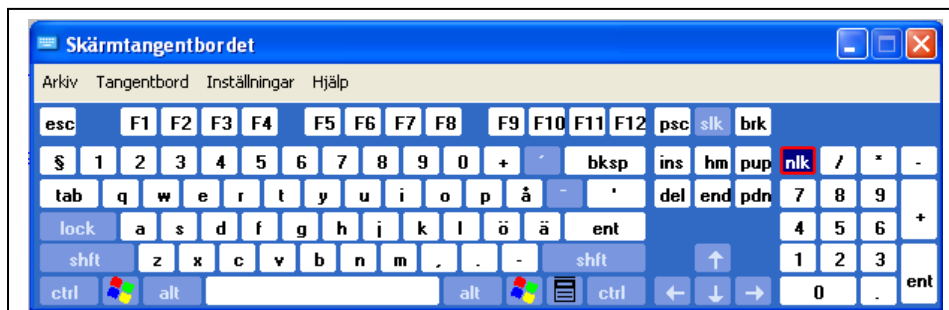 Skärmtangentbordet
Arkiv Tangentbord Inställningar Hjälp
esc F1 F2 F3 F4 F5 F6 F7 F8 F9 F10 F11 F12 psc slk brk
§ 1 2 3 4 5 6 7 8 9 0 + ´ bksp ins hm pup nlk / * -
tab q w e r t y u i o p å ¨ ' del end pdn 7 8 9 +
lock a s d f g h j k l ö ä ent 4 5 6
shft z x c v b n m , . - shft ↑ 1 2 3 ent
ctrl alt alt ctrl ← ↓ → 0 .